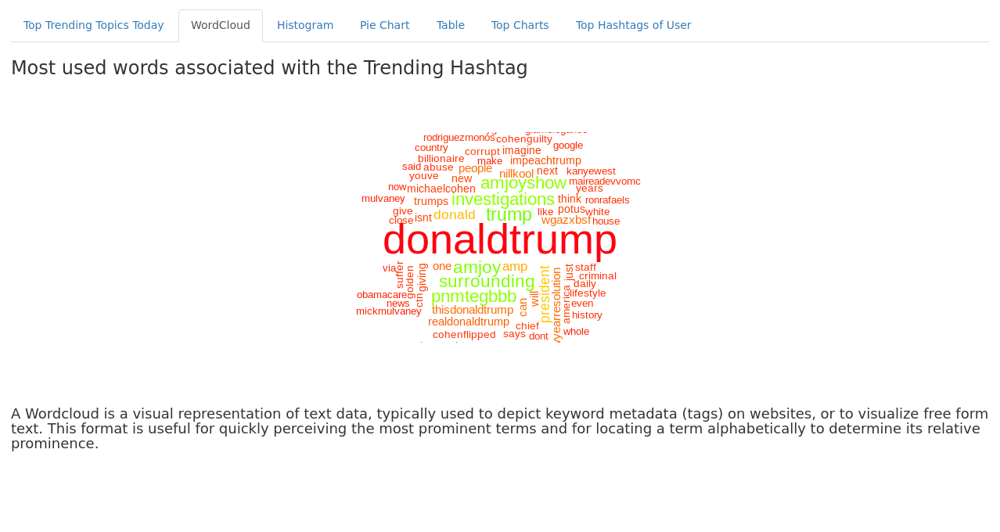 Top Trending Topics Today WordCloud Histogram Pie Chart Table Top Charts Top Hashtags of User
Most used words associated with the Trending Hashtag
rodriguezmonos cohenguilty
country corrupt imagine google
billionaire make impeachtrump
said abuse people nillkool next kanyewest
youve new amjoyshow maireadevvomc
now michaelcohen years
mulvaney trumps investigations think ronrafaels
give donald trump like potus white
close isnt wgazxbsf house
donaldtrump
via suffer golden giving one amjoy amp president just staff
surrounding criminal
daily
obamacare ctn pnmtegbbb will lifestyle
news can america even
mickmulvaney thisdonaldtrump history
realdonaldtrump chief
cohenflipped says dont whole
A Wordcloud is a visual representation of text data, typically used to depict keyword metadata (tags) on websites, or to visualize free form
text. This format is useful for quickly perceiving the most prominent terms and for locating a term alphabetically to determine its relative
prominence.